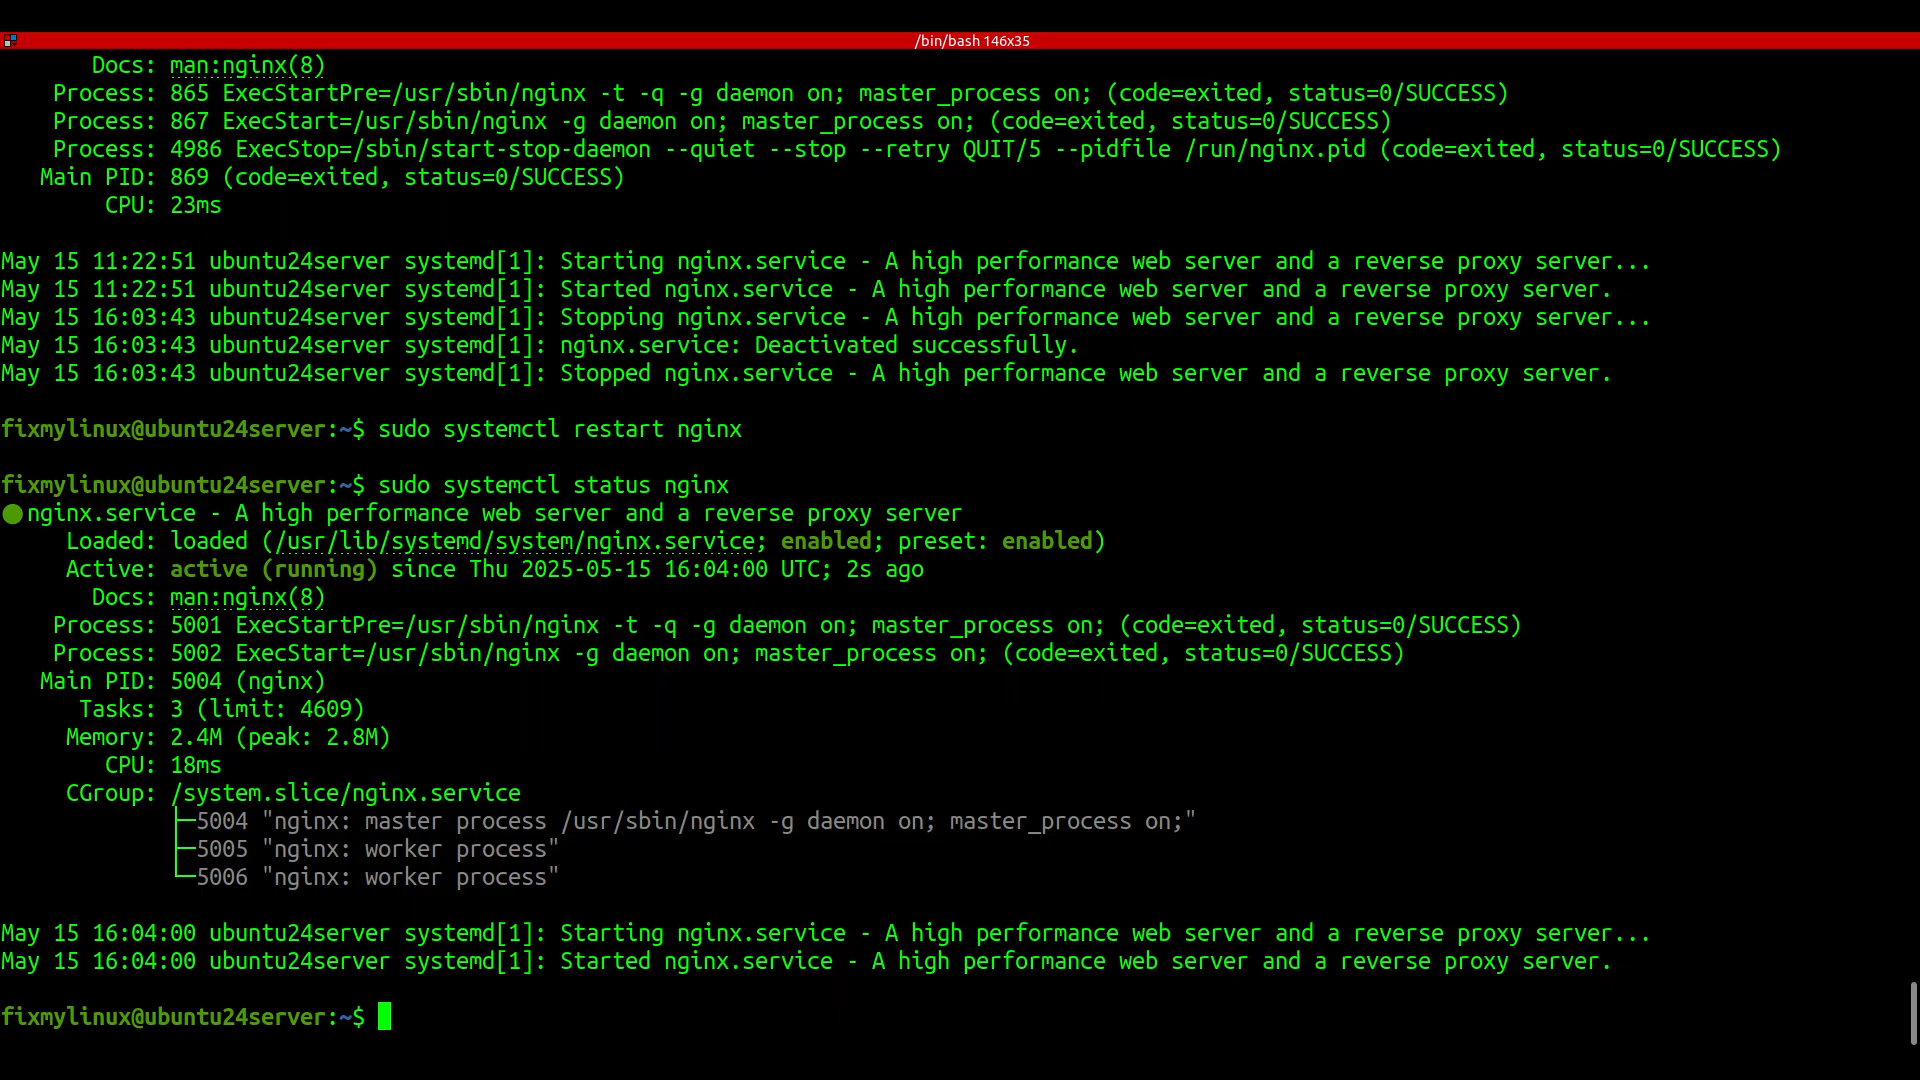 /bin/bash 146x35
Docs: man:nginx(8)
Process: 865 ExecStartPre=/usr/sbin/nginx -t -q -g daemon on; master_process on; (code=exited, status=0/SUCCESS)
Process: 867 ExecStart=/usr/sbin/nginx -g daemon on; master_process on; (code=exited, status=0/SUCCESS)
Process: 4986 ExecStop=/sbin/start-stop-daemon --quiet --stop --retry QUIT/5 --pidfile /run/nginx.pid (code=exited, status=0/SUCCESS)
Main PID: 869 (code=exited, status=0/SUCCESS)
CPU: 23ms
May 15 11:22:51 ubuntu24server systemd[1]: Starting nginx.service - A high performance web server and a reverse proxy server...
May 15 11:22:51 ubuntu24server systemd[1]: Started nginx.service - A high performance web server and a reverse proxy server.
May 15 16:03:43 ubuntu24server systemd[1]: Stopping nginx.service - A high performance web server and a reverse proxy server...
May 15 16:03:43 ubuntu24server systemd[1]: nginx.service: Deactivated successfully.
May 15 16:03:43 ubuntu24server systemd[1]: Stopped nginx.service - A high performance web server and a reverse proxy server.
fixmylinux@ubuntu24server:~$ sudo systemctl restart nginx
fixmylinux@ubuntu24server:~$ sudo systemctl status nginx
● nginx.service - A high performance web server and a reverse proxy server
Loaded: loaded (/usr/lib/systemd/system/nginx.service; enabled; preset: enabled)
Active: active (running) since Thu 2025-05-15 16:04:00 UTC; 2s ago
Docs: man:nginx(8)
Process: 5001 ExecStartPre=/usr/sbin/nginx -t -q -g daemon on; master_process on; (code=exited, status=0/SUCCESS)
Process: 5002 ExecStart=/usr/sbin/nginx -g daemon on; master_process on; (code=exited, status=0/SUCCESS)
Main PID: 5004 (nginx)
Tasks: 3 (limit: 4609)
Memory: 2.4M (peak: 2.8M)
CPU: 18ms
CGroup: /system.slice/nginx.service
├─5004 "nginx: master process /usr/sbin/nginx -g daemon on; master_process on;"
├─5005 "nginx: worker process"
└─5006 "nginx: worker process"
May 15 16:04:00 ubuntu24server systemd[1]: Starting nginx.service - A high performance web server and a reverse proxy server...
May 15 16:04:00 ubuntu24server systemd[1]: Started nginx.service - A high performance web server and a reverse proxy server.
fixmylinux@ubuntu24server:~$